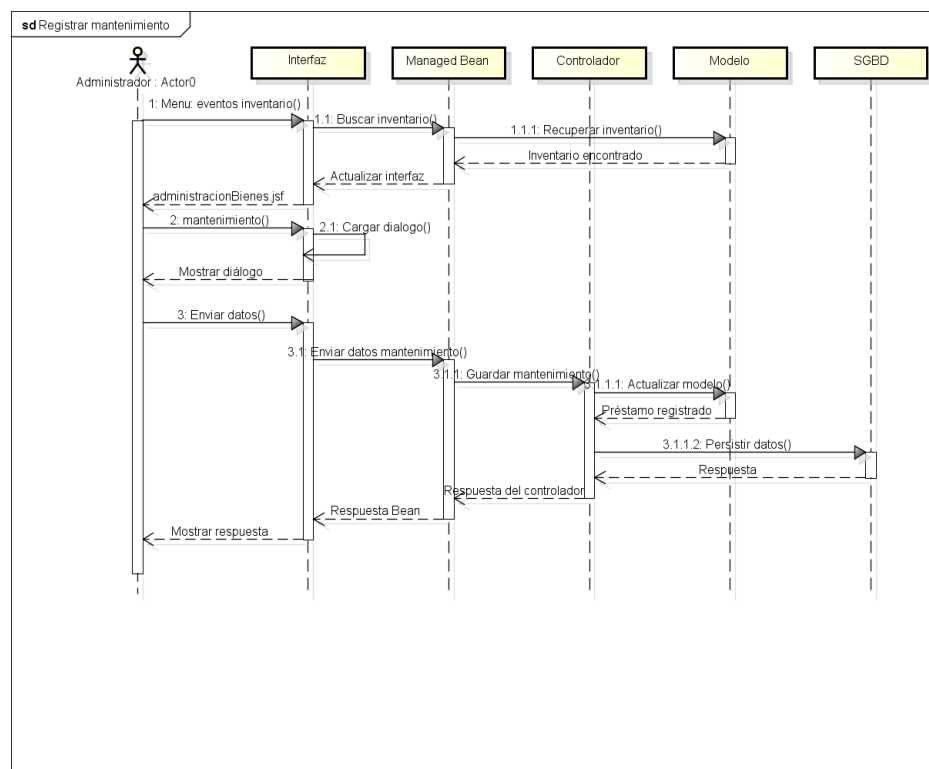 sd Registrar mantenimiento
Administrador : Actor0
Interfaz
Managed Bean
Controlador
Modelo
SGBD
1: Menu: eventos inventario()
1.1: Buscar inventario()
1.1.1: Recuperar inventario()
Inventario encontrado
Actualizar interfaz
administracionBienes.jsf
2: mantenimiento()
2.1: Cargar dialogo()
Mostrar diálogo
3: Enviar datos()
3.1: Enviar datos mantenimiento()
3.1.1: Guardar mantenimiento()
3.1.1.1: Actualizar modelo()
Préstamo registrado
3.1.1.2: Persistir datos()
Respuesta
Respuesta del controlador
Respuesta Bean
Mostrar respuesta